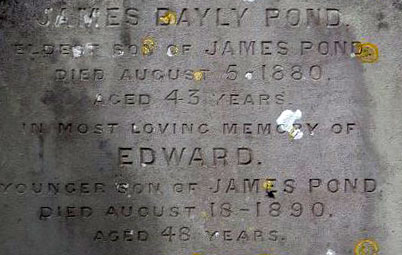 JAMES BAYLY POND.
ELDEST SON OF JAMES POND.
DIED AUGUST 5-1880.
AGED 43 YEARS
IN MOST LOVING MEMORY OF
EDWARD.
YOUNGER SON OF JAMES POND.
DIED AUGUST 18-1890.
AGED 48 YEARS.